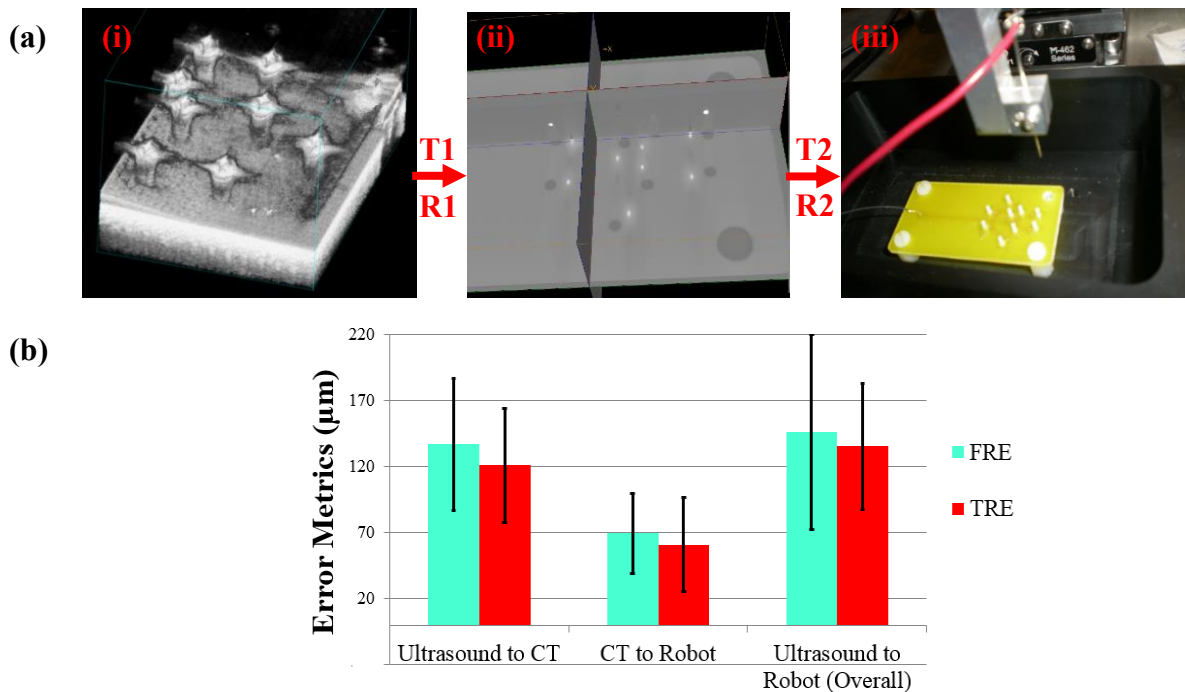 (a)
(i)
(ii)
(iii)
+X
T1
R1
T2
R2
M-462
Series
(b)
Error Metrics (µm)
220
170
120
70
20
FRE
TRE
Ultrasound to CT
CT to Robot
Ultrasound to
Robot (Overall)